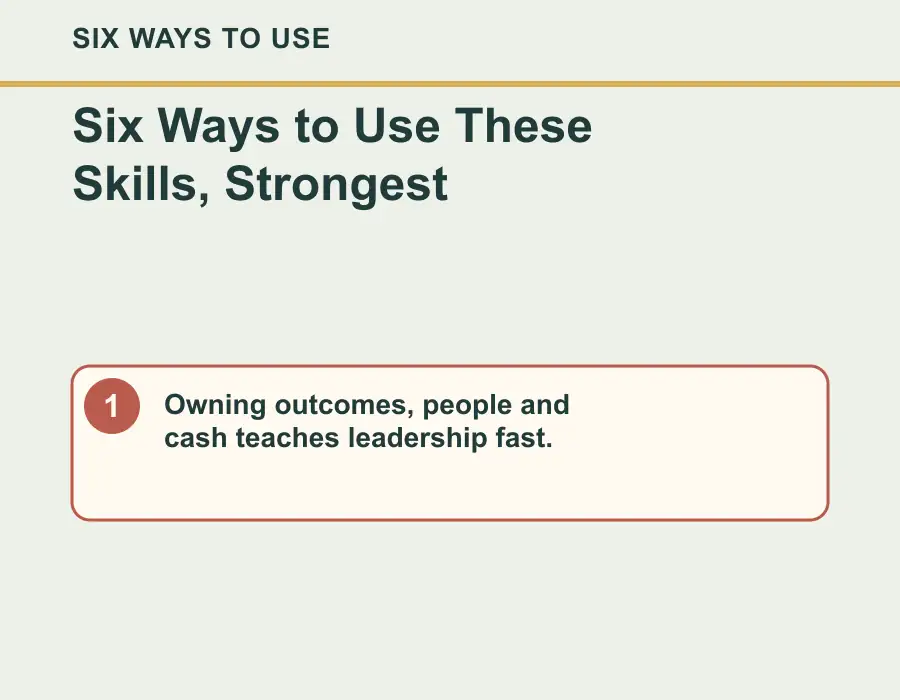 SIX WAYS TO USE
Six Ways to Use These
Skills, Strongest
1
Owning outcomes, people and
cash teaches leadership fast.